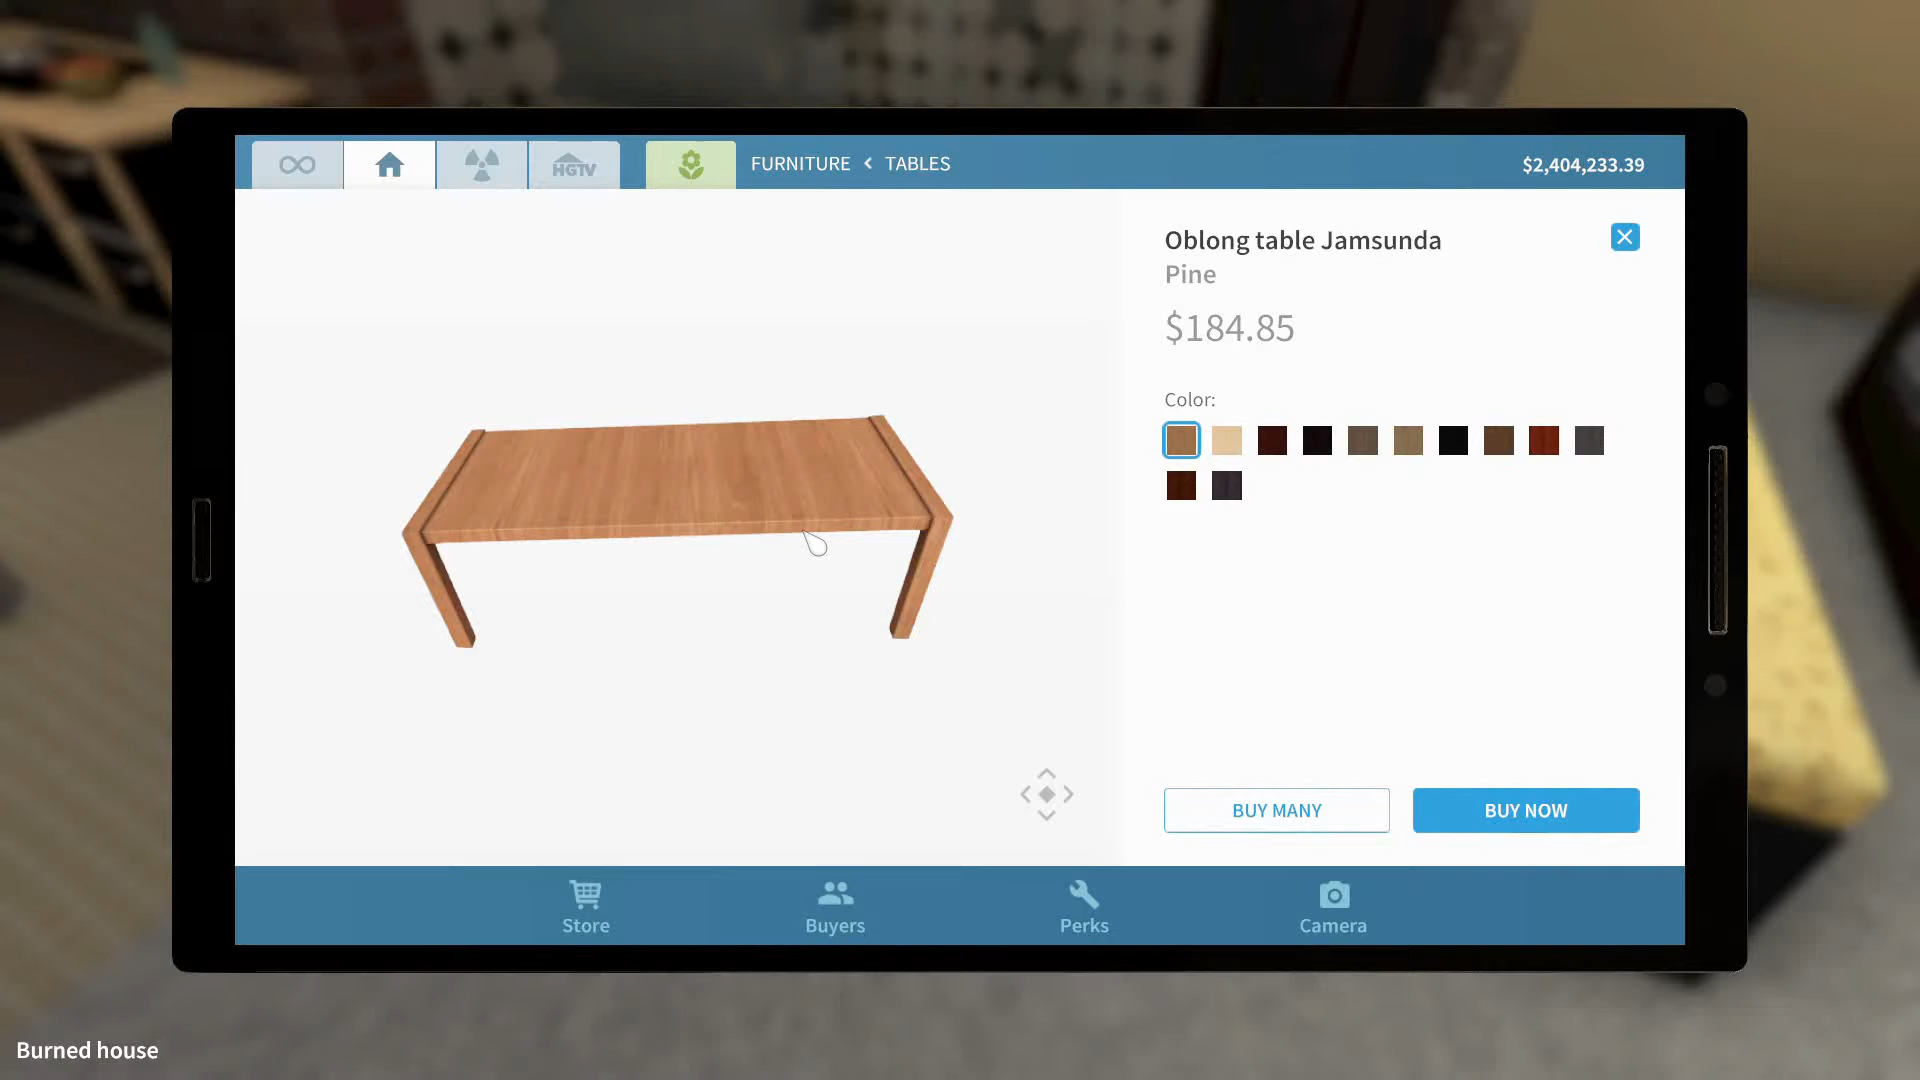 HGTV
FURNITURE < TABLES
$2,404,233.39
Oblong table Jamsunda
Pine
$184.85
Color:
BUY MANY
BUY NOW
Store
Buyers
Perks
Camera
Burned house